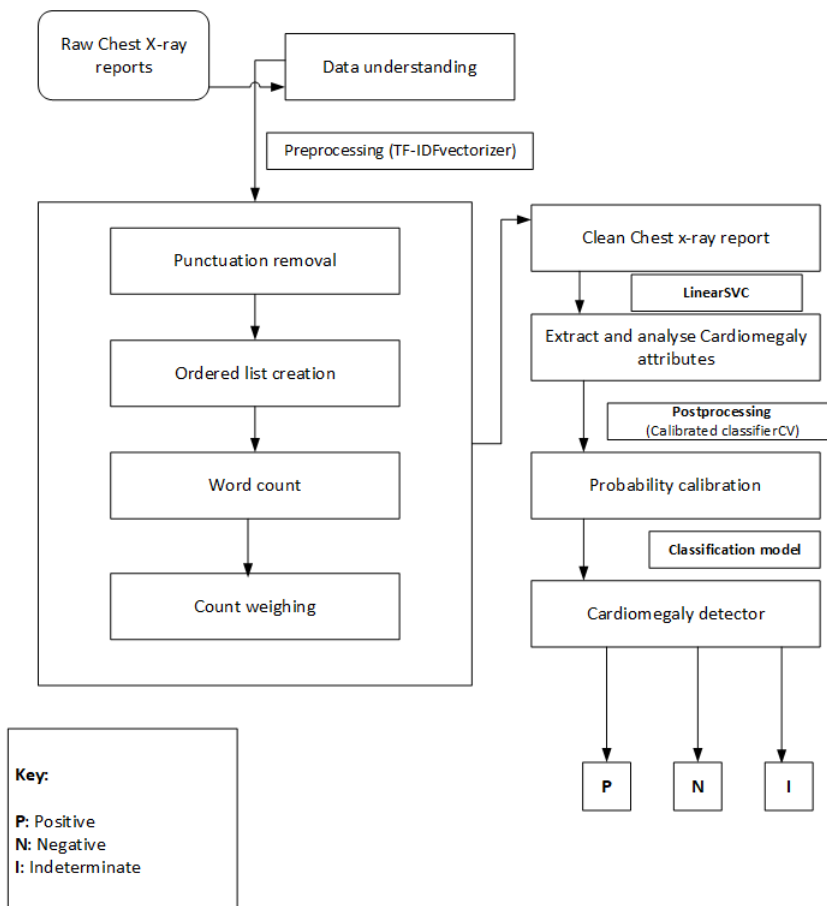 Raw Chest X-ray
reports
Data understanding
Preprocessing (TF-IDFvectorizer)
Punctuation removal
Ordered list creation
Word count
Count weighing
Clean Chest x-ray report
LinearSVC
Extract and analyse Cardiomegaly
attributes
Postprocessing
(Calibrated classifierCV)
Probability calibration
Classification model
Cardiomegaly detector
P
N
I
Key:
P: Positive
N: Negative
I: Indeterminate